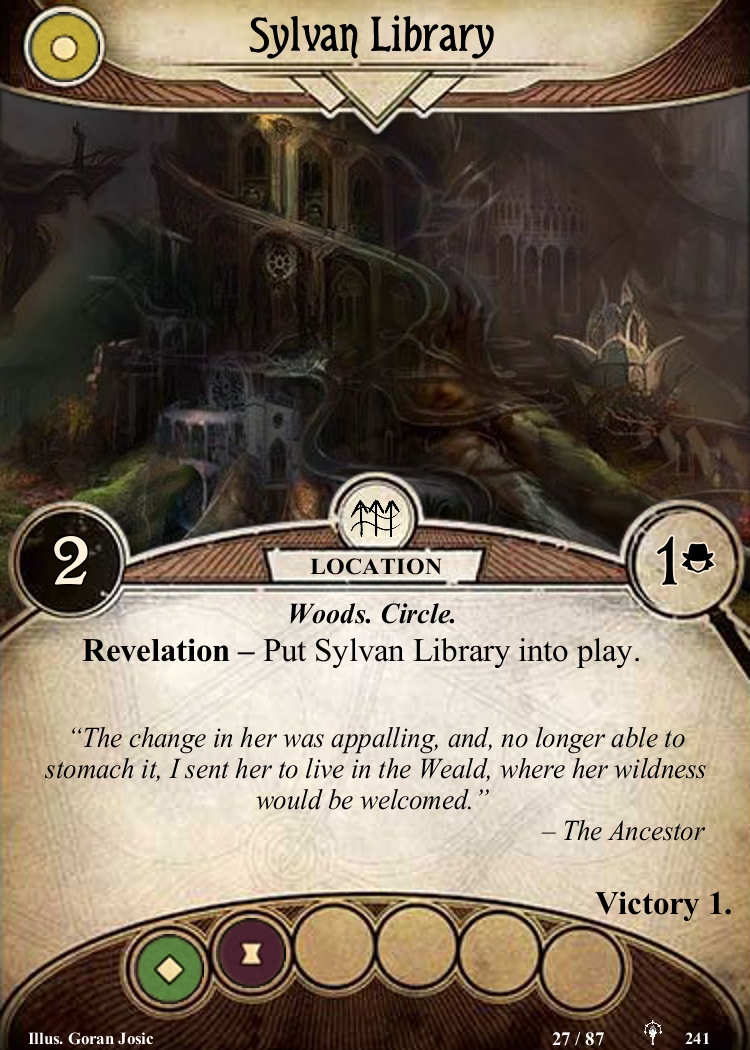 Sylvan Library
2
LOCATION
1
Woods. Circle.
Revelation – Put Sylvan Library into play.
“The change in her was appalling, and, no longer able to
stomach it, I sent her to live in the Weald, where her wildness
would be welcomed.”
– The Ancestor
Victory 1.
Illus. Goran Josic
27 / 87
241